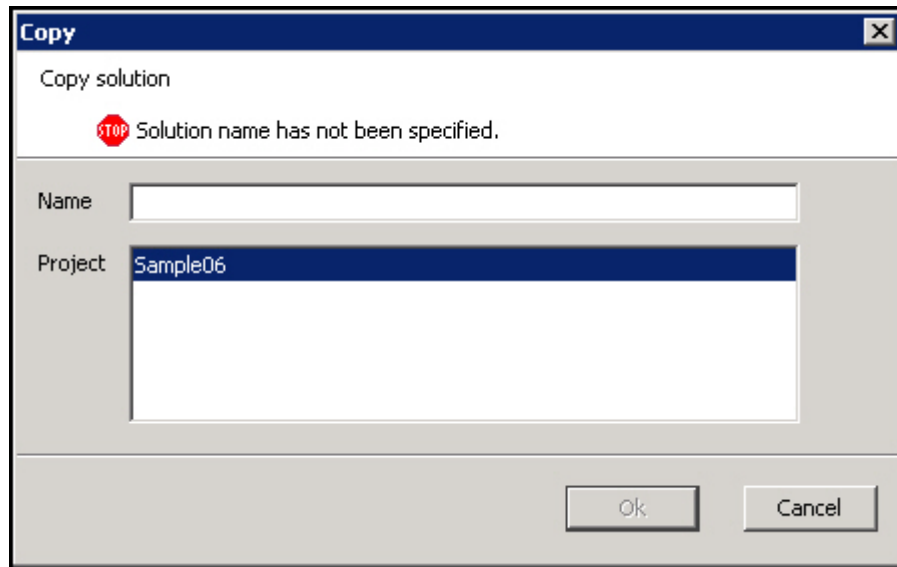 Copy
Copy solution
STOP Solution name has not been specified.
Name
Project
Sample06
Ok
Cancel